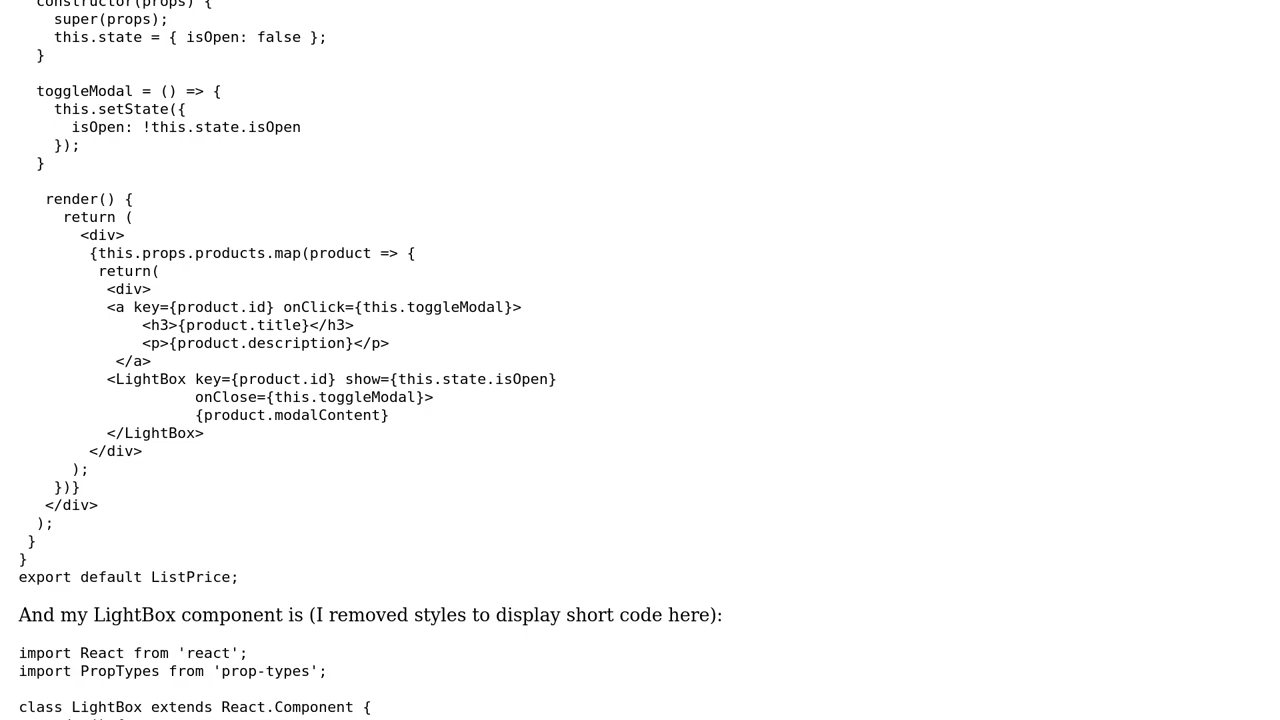 constructor(props) {
super(props);
this.state = { isOpen: false };
}
toggleModal = () => {
this.setState({
isOpen: !this.state.isOpen
});
}
render() {
return (
<div>
{this.props.products.map(product => {
return(
<div>
<a key={product.id} onClick={this.toggleModal}>
<h3>{product.title}</h3>
<p>{product.description}</p>
</a>
<LightBox key={product.id} show={this.state.isOpen}
onClose={this.toggleModal}>
{product.modalContent}
</LightBox>
</div>
);
})}
</div>
);
}
}
export default ListPrice;
And my LightBox component is (I removed styles to display short code here):
import React from 'react';
import PropTypes from 'prop-types';
class LightBox extends React.Component {